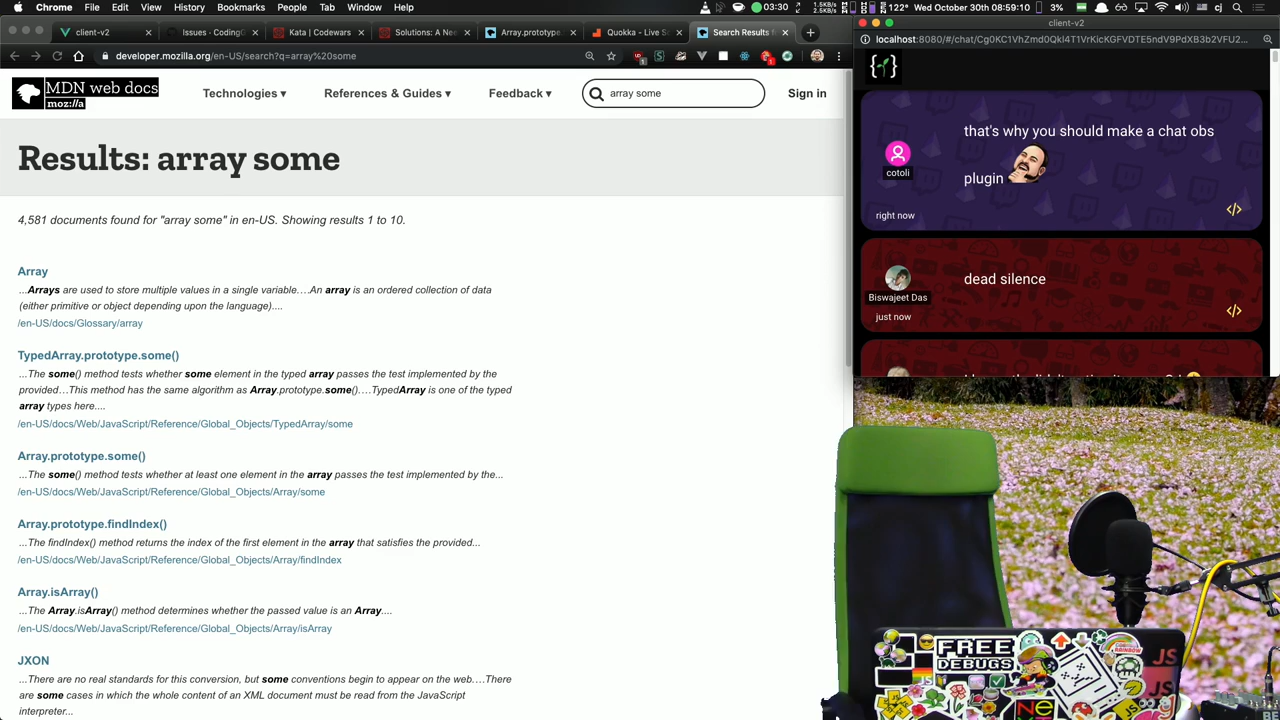 Chrome File Edit View History Bookmarks People Tab Window Help
03:30
122° Wed October 30th 08:59:10 3%
client-v2
Issues · CodingG
Kata | Codewars
Solutions: A Nee
Array.prototype.
Quokka - Live Sc
Search Results f
developer.mozilla.org/en-US/search?q=array%20some
MDN web docs
moz://a
Technologies ▾
References & Guides ▾
Feedback ▾
array some
Sign in
Results: array some
4,581 documents found for "array some" in en-US. Showing results 1 to 10.
Array
...Arrays are used to store multiple values in a single variable.…An array is an ordered collection of data
(either primitive or object depending upon the language)....
/en-US/docs/Glossary/array
TypedArray.prototype.some()
...The some() method tests whether some element in the typed array passes the test implemented by the
provided…This method has the same algorithm as Array.prototype.some().…TypedArray is one of the typed
array types here....
/en-US/docs/Web/JavaScript/Reference/Global_Objects/TypedArray/some
Array.prototype.some()
...The some() method tests whether at least one element in the array passes the test implemented by the...
/en-US/docs/Web/JavaScript/Reference/Global_Objects/Array/some
Array.prototype.findIndex()
...The findIndex() method returns the index of the first element in the array that satisfies the provided...
/en-US/docs/Web/JavaScript/Reference/Global_Objects/Array/findIndex
Array.isArray()
...The Array.isArray() method determines whether the passed value is an Array....
/en-US/docs/Web/JavaScript/Reference/Global_Objects/Array/isArray
JXON
...There are no real standards for this conversion, but some conventions begin to appear on the web.…There
are some cases in which the whole content of an XML document must be read from the JavaScript
interpreter...
client-v2
that's why you should make a chat obs
plugin
cotoli
right now
</>
dead silence
Biswajeet Das
just now
</>
FREE
DEBUGS
JS
JS